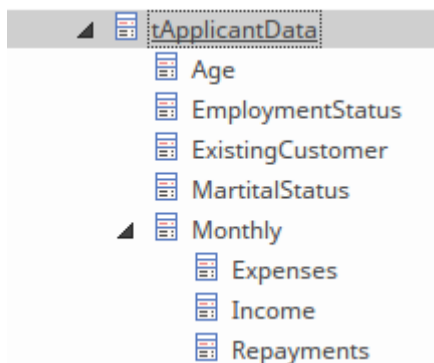 tApplicantData
Age
EmploymentStatus
ExistingCustomer
MartitalStatus
Monthly
Expenses
Income
Repayments